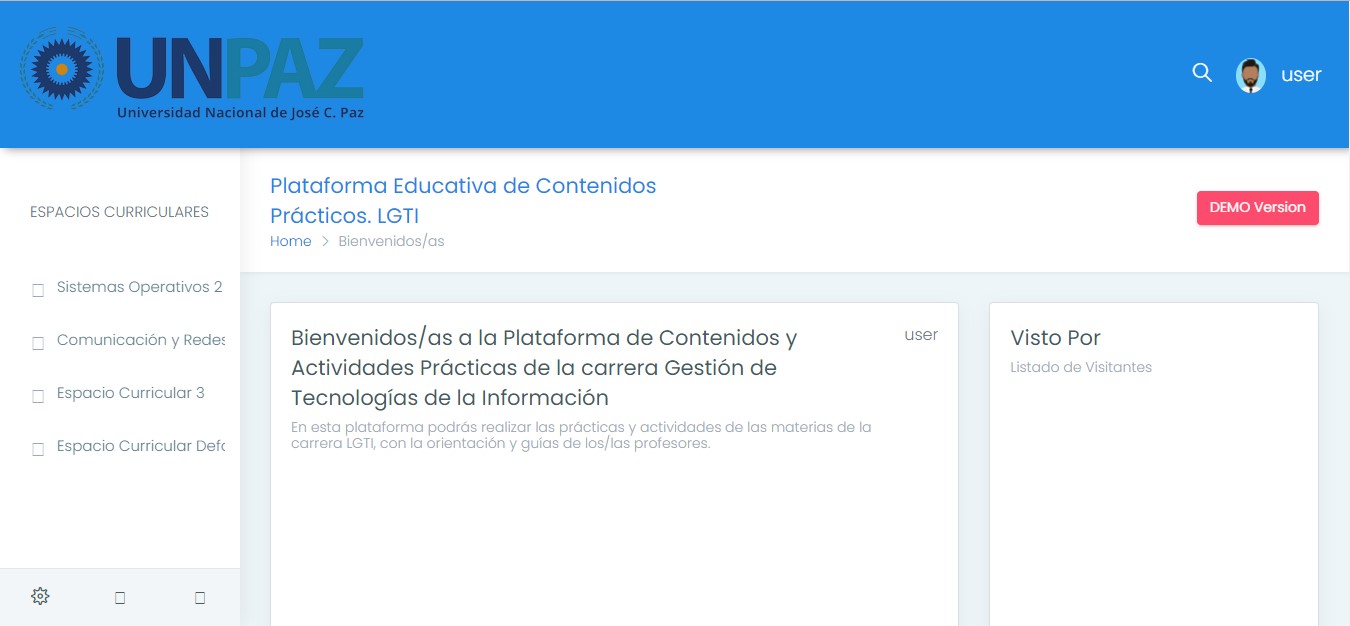 UNPAZ
Universidad Nacional de José C. Paz
user
ESPACIOS CURRICULARES
Sistemas Operativos 2
Comunicación y Redes
Espacio Curricular 3
Espacio Curricular
Plataforma Educativa de Contenidos
Prácticos. LGTI
Home > Bienvenidos/as
DEMO Version
Bienvenidos/as a la Plataforma de Contenidos y
Actividades Prácticas de la carrera Gestión de
Tecnologías de la Información
user
En esta plataforma podrás realizar las prácticas y actividades de las materias de la
carrera LGTI, con la orientación y guías de los/las profesores.
Visto Por
Listado de Visitantes